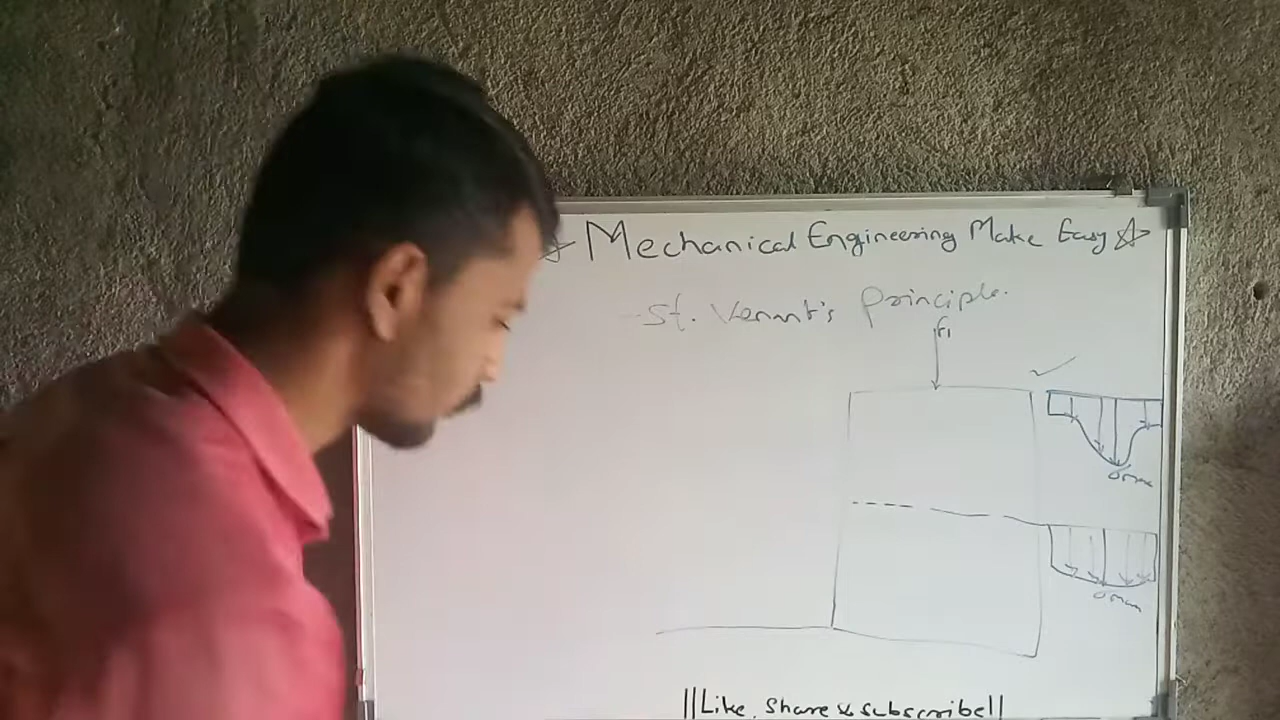 Mechanical Engineering Make Easy
St. Venant's Principle.
F1
σmax
σmax
||Like, Share & subscribe||